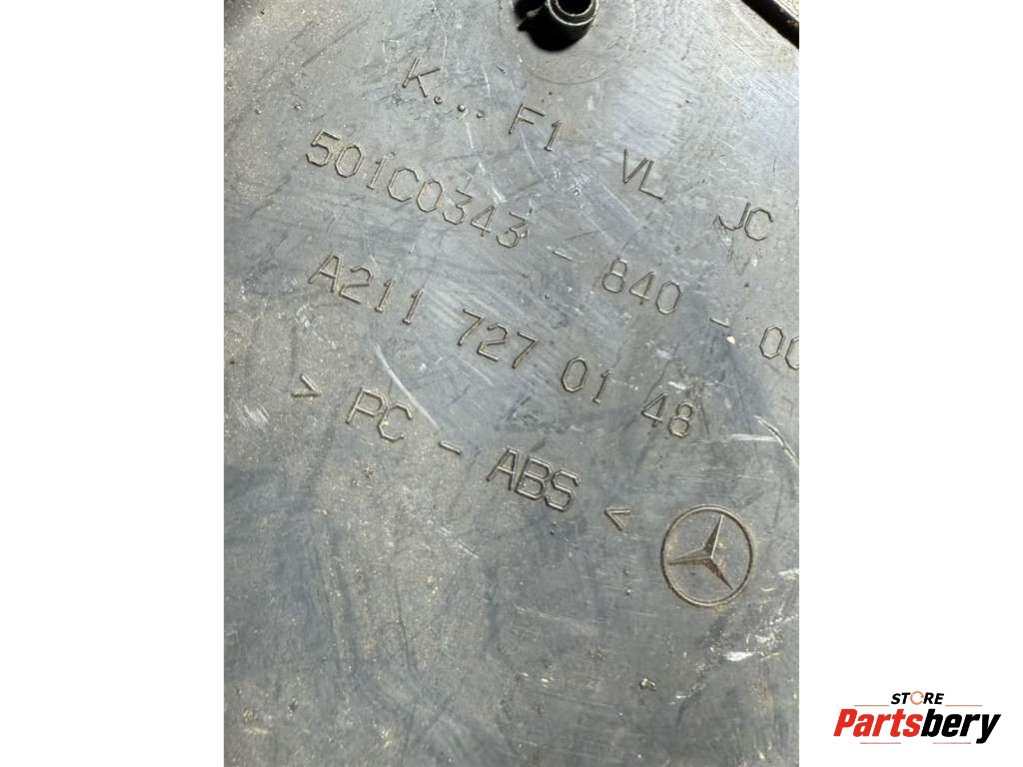 K... F1 VL JC
501C0343 - 840 - 00
A211 727 01 48
> PC - ABS <
STORE
Partsbery